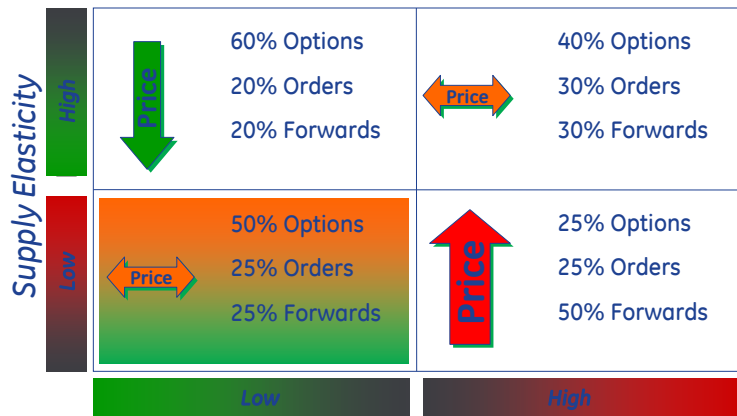 Supply Elasticity
High
Price
60% Options
20% Orders
20% Forwards
Price
40% Options
30% Orders
30% Forwards
Low
Price
50% Options
25% Orders
25% Forwards
Price
25% Options
25% Orders
50% Forwards
Low
High